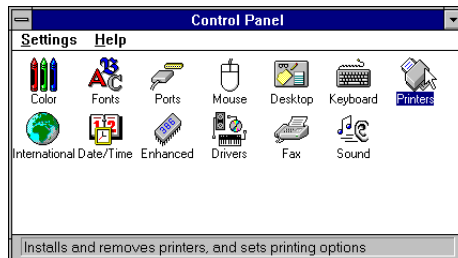 Control Panel
Settings Help
Color Fonts Ports Mouse Desktop Keyboard Printers
International Date/Time Enhanced Drivers Fax Sound
Installs and removes printers, and sets printing options